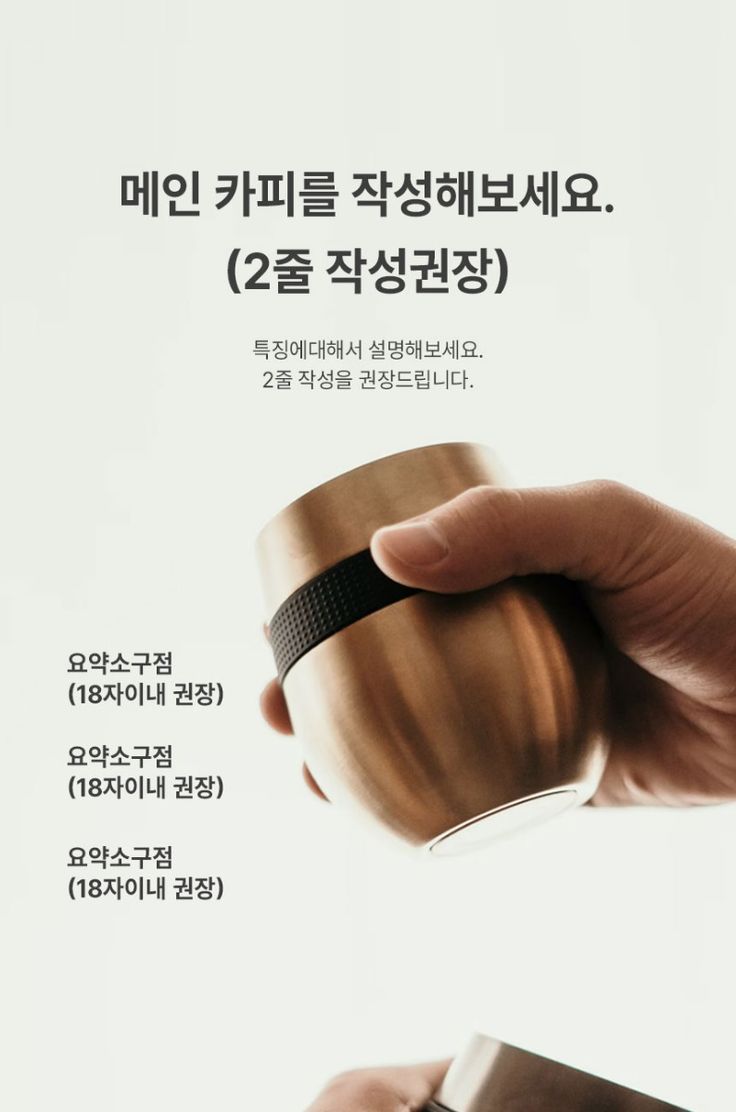 메인 카피를 작성해보세요.
(2줄 작성권장)
특징에대해서 설명해보세요.
2줄 작성을 권장드립니다.
요약소구점
(18자이내 권장)
요약소구점
(18자이내 권장)
요약소구점
(18자이내 권장)